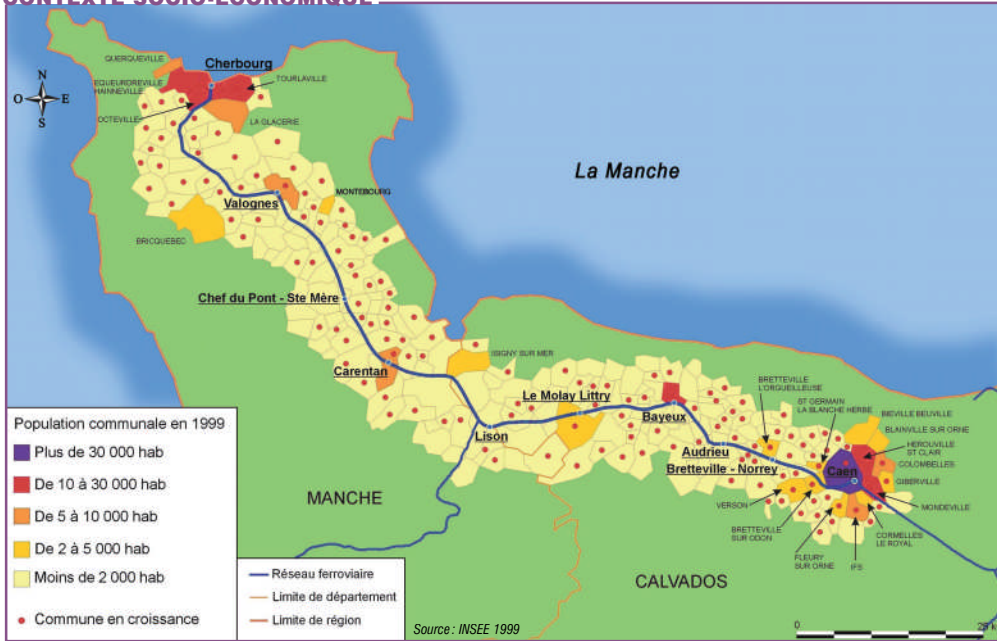 CONTEXTE SOCIO-ÉCONOMIQUE
QUERQUEVILLE
Cherbourg
N
O
E
S
EQUEURDREVILLE
HAINNEVILLE
TOURLAVILLE
OCTEVILLE
LA GLACERIE
La Manche
Valognes
MONTEBOURG
BRICQUEBEC
Chef du Pont - Ste Mère
ISIGNY SUR MER
Carentan
Le Molay Littry
BRETTEVILLE
L'ORGUEILLEUSE
ST GERMAIN
LA BLANCHE HERBE
BIEVILLE BEUVILLE
BLAINVILLE SUR ORNE
Bayeux
Lison
Audrieu
HEROUVILLE
ST CLAIR
Bretteville - Norrey
Caen
COLOMBELLES
GIBERVILLE
MANCHE
VERSON
MONDEVILLE
BRETTEVILLE
SUR ODON
CORMELLES
LE ROYAL
FLEURY
SUR ORNE
IFS
CALVADOS
Population communale en 1999
Plus de 30 000 hab
De 10 à 30 000 hab
De 5 à 10 000 hab
De 2 à 5 000 hab
Moins de 2 000 hab
Commune en croissance
Réseau ferroviaire
Limite de département
Limite de région
Source : INSEE 1999
0